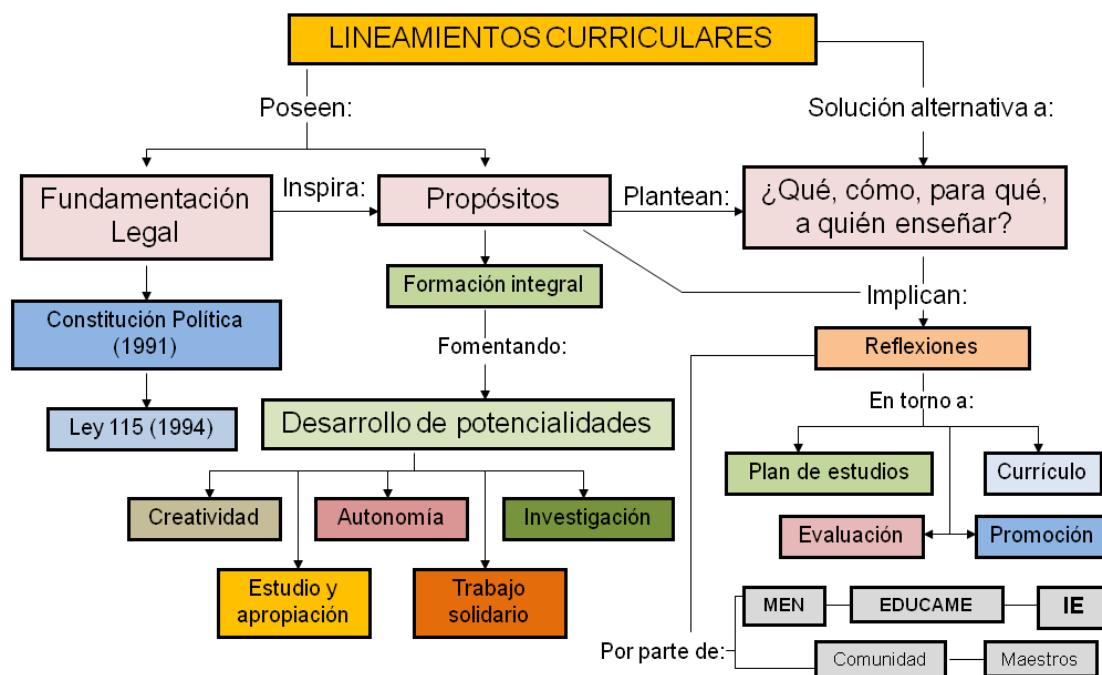 LINEAMIENTOS CURRICULARES
Poseen:
Solución alternativa a:
Fundamentación
Legal
Inspira:
Propósitos
Plantean:
¿Qué, cómo, para qué,
a quién enseñar?
Formación integral
Implican:
Constitución Política
(1991)
Fomentando:
Reflexiones
En torno a:
Ley 115 (1994)
Desarrollo de potencialidades
Plan de estudios
Currículo
Creatividad
Autonomía
Investigación
Evaluación
Promoción
Estudio y
apropiación
Trabajo
solidario
MEN
EDUCAME
IE
Por parte de:
Comunidad
Maestros